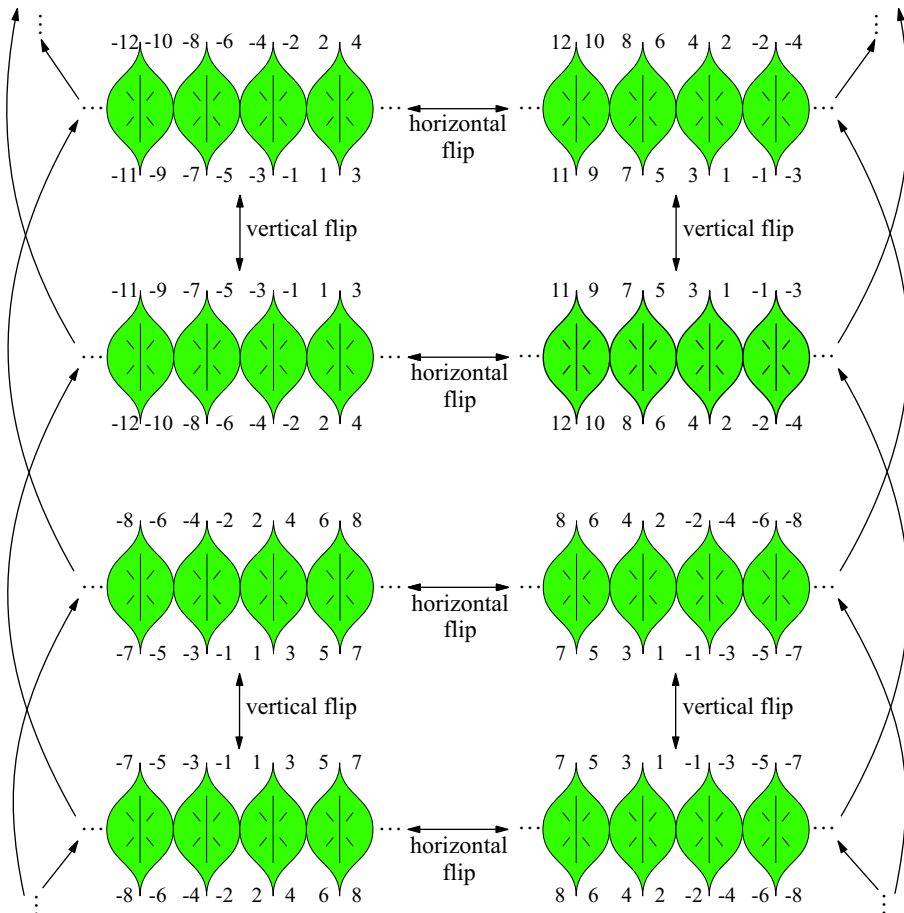 -12 -10 -8 -6 -4 -2 2 4 12 10 8 6 4 2 -2 -4
... ... ... ...
horizontal
flip
-11 -9 -7 -5 -3 -1 1 3 11 9 7 5 3 1 -1 -3
vertical flip vertical flip
-11 -9 -7 -5 -3 -1 1 3 11 9 7 5 3 1 -1 -3
... ... ... ...
horizontal
flip
-12 -10 -8 -6 -4 -2 2 4 12 10 8 6 4 2 -2 -4
-8 -6 -4 -2 2 4 6 8 8 6 4 2 -2 -4 -6 -8
... ... ... ...
horizontal
flip
-7 -5 -3 -1 1 3 5 7 7 5 3 1 -1 -3 -5 -7
vertical flip vertical flip
-7 -5 -3 -1 1 3 5 7 7 5 3 1 -1 -3 -5 -7
... ... ... ...
horizontal
flip
-8 -6 -4 -2 2 4 6 8 8 6 4 2 -2 -4 -6 -8